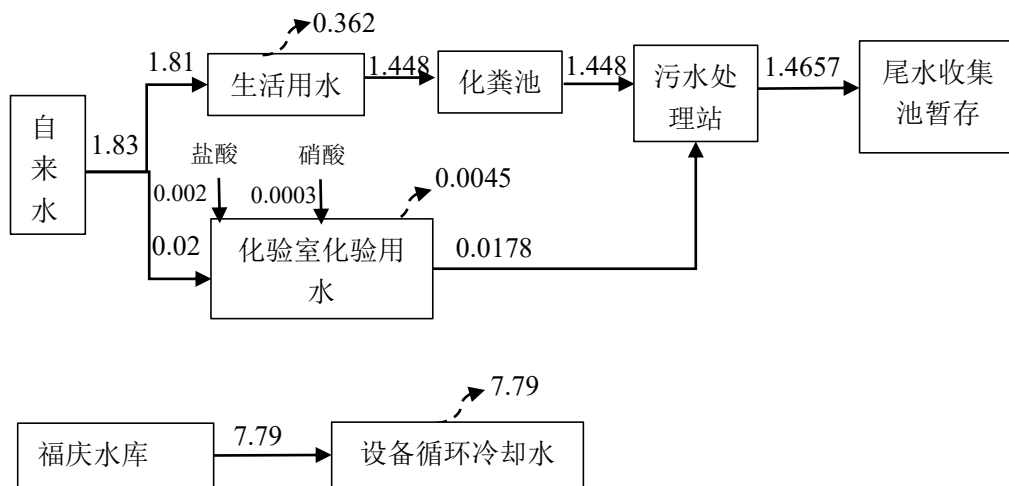 0.362
1.81
生活用水
1.448
化粪池
1.448
污水处
理站
1.4657
尾水收集
池暂存
自
来
水
1.83
盐酸
硝酸
0.002
0.0003
0.0045
0.02
化验室化验用
水
0.0178
7.79
福庆水库
7.79
设备循环冷却水